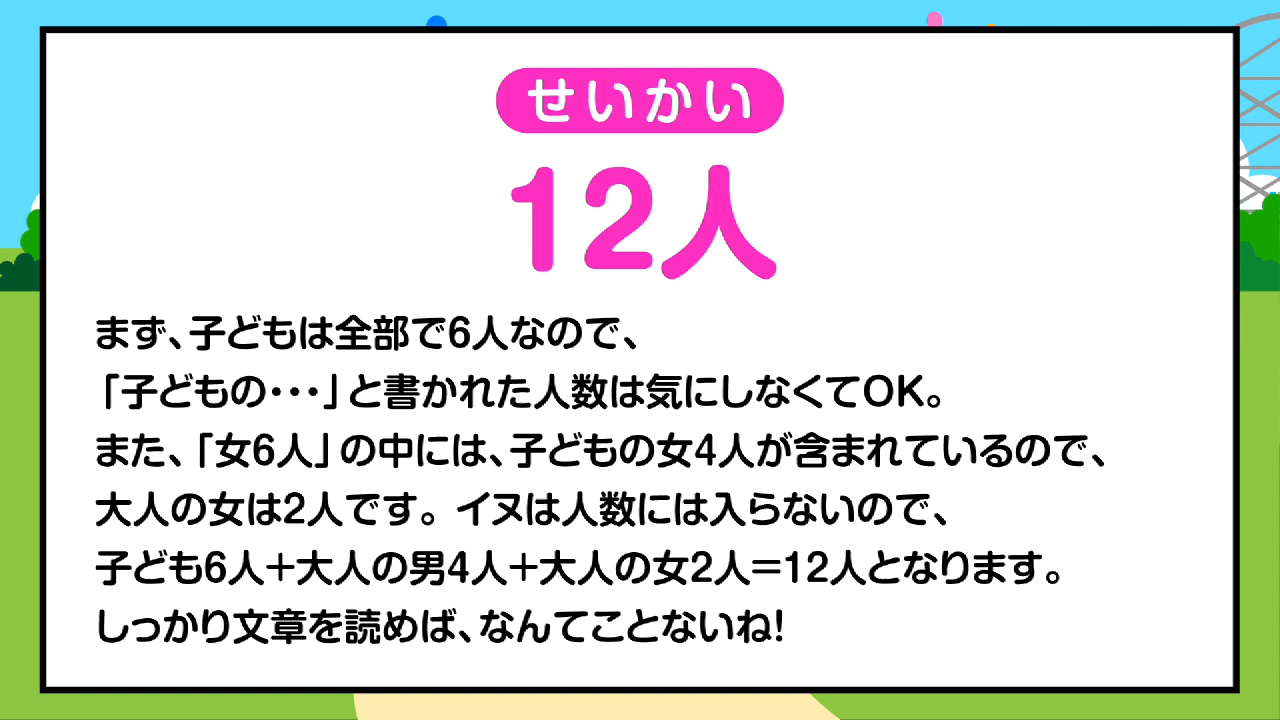 せいかい
12人
まず、子どもは全部で6人なので、
「子どもの･･･」と書かれた人数は気にしなくてOK。
また、「女6人」の中には、子どもの女4人が含まれているので、
大人の女は2人です。イヌは人数には入らないので、
子ども6人+大人の男4人+大人の女2人=12人となります。
しっかり文章を読めば、なんてことないね!